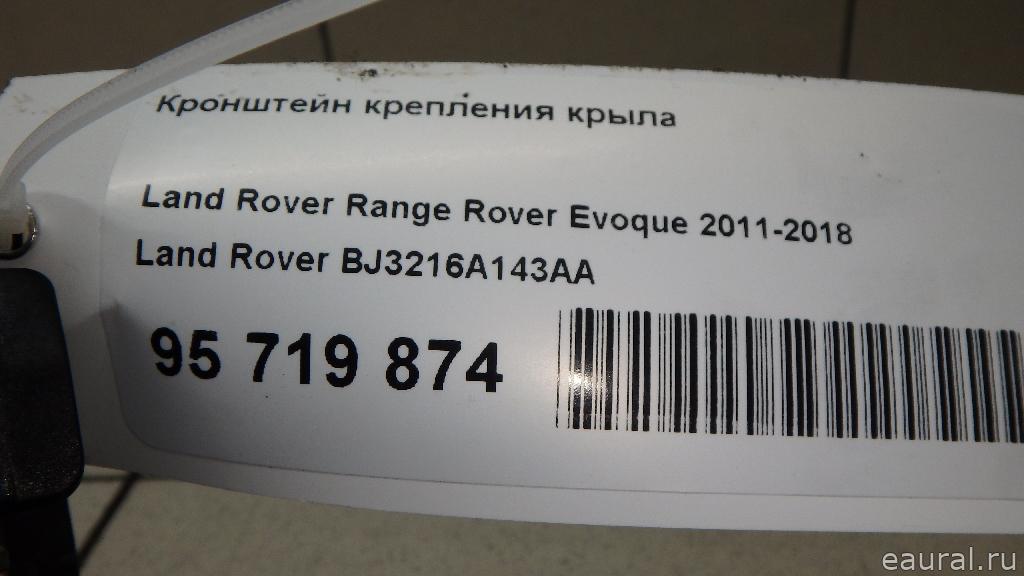 Кронштейн крепления крыла
Land Rover Range Rover Evoque 2011-2018
Land Rover BJ3216A143AA
95 719 874
eaural.ru